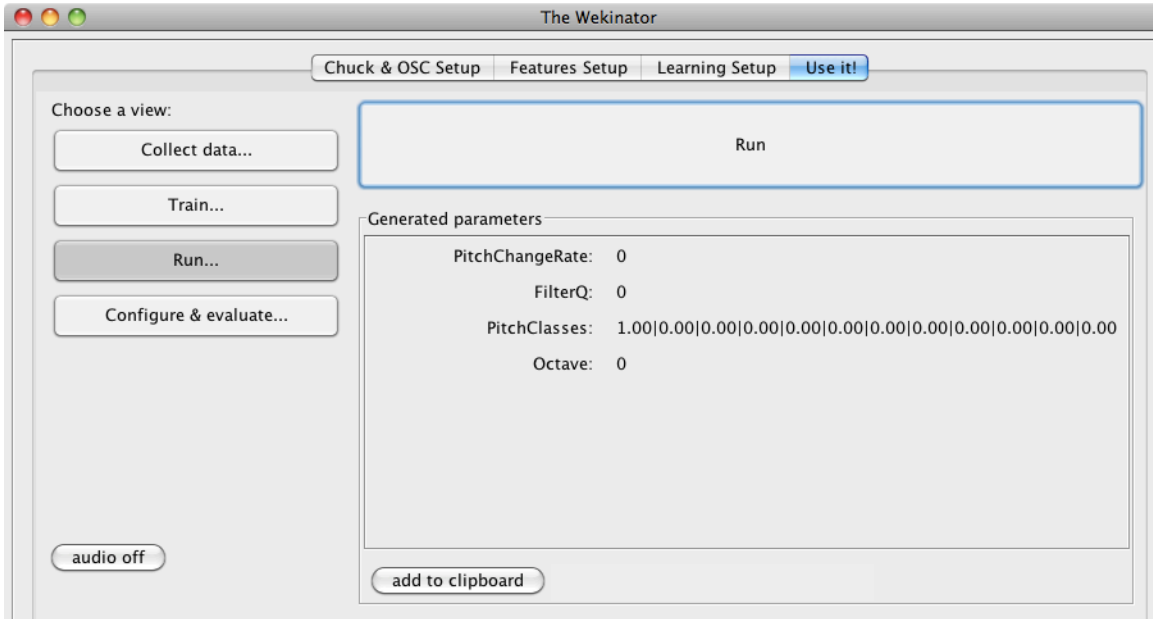 The Wekinator
Chuck & OSC Setup Features Setup Learning Setup Use it!
Choose a view:
Collect data...
Train...
Run...
Configure & evaluate...
audio off
Run
Generated parameters
PitchChangeRate: 0
FilterQ: 0
PitchClasses: 1.00|0.00|0.00|0.00|0.00|0.00|0.00|0.00|0.00|0.00|0.00|0.00
Octave: 0
add to clipboard